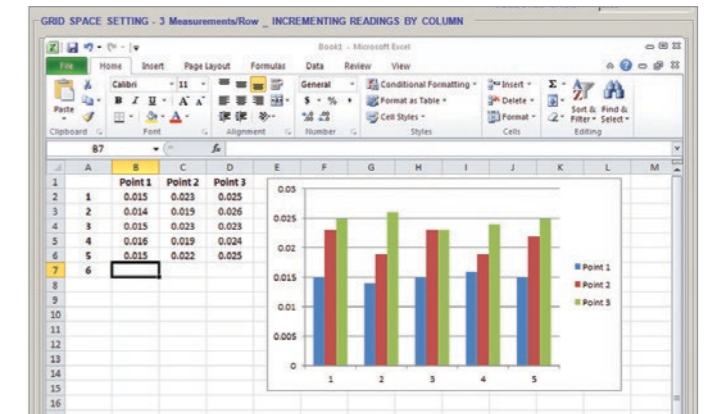 GRID SPACE SETTING - 3 Measurements/Row _ INCREMENTING READINGS BY COLUMN
Book1 - Microsoft Excel
File Home Insert Page Layout Formulas Data Review View
Calibri 11 General Conditional Formatting Insert Σ
Paste B I U A A $ % , Format as Table Delete Sort & Find &
A Cell Styles Format Filter Select
Clipboard Font Alignment Number Styles Cells Editing
B7 fx
A B C D E F G H I J K L M
1 Point 1 Point 2 Point 3
2 1 0.015 0.023 0.025
3 2 0.014 0.019 0.026
4 3 0.015 0.023 0.023
5 4 0.016 0.019 0.024
6 5 0.015 0.022 0.025
7 6
8
9
10
11
12
13
14
15
16
0.03
0.025
0.02
0.015
0.01
0.005
0
1 2 3 4 5
Point 1
Point 2
Point 3